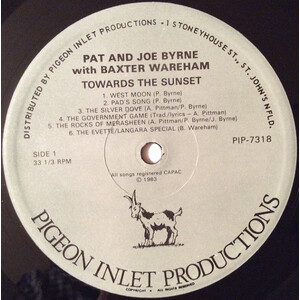 DISTRIBUTED BY PIGEON INLET PRODUCTIONS - 1 STONEYHOUSE ST., ST. JOHN'S NFLD.
PAT AND JOE BYRNE
with BAXTER WAREHAM
TOWARDS THE SUNSET
1. WEST MOON (P. Byrne)
2. PAD'S SONG (P. Byrne)
3. THE SILVER DOVE (A. Pittman/P. Byrne)
4. THE GOVERNMENT GAME (Trad./lyrics - A. Pittman)
5. THE ROCKS OF MERASHEEN (A. Pittman/P. Byrne/J. Byrne)
6. THE EVETTE/LANGARA SPECIAL (B. Wareham)
SIDE 1
33 1/3 RPM
PIP-7318
All songs registered CAPAC
© 1983
PIGEON INLET PRODUCTIONS